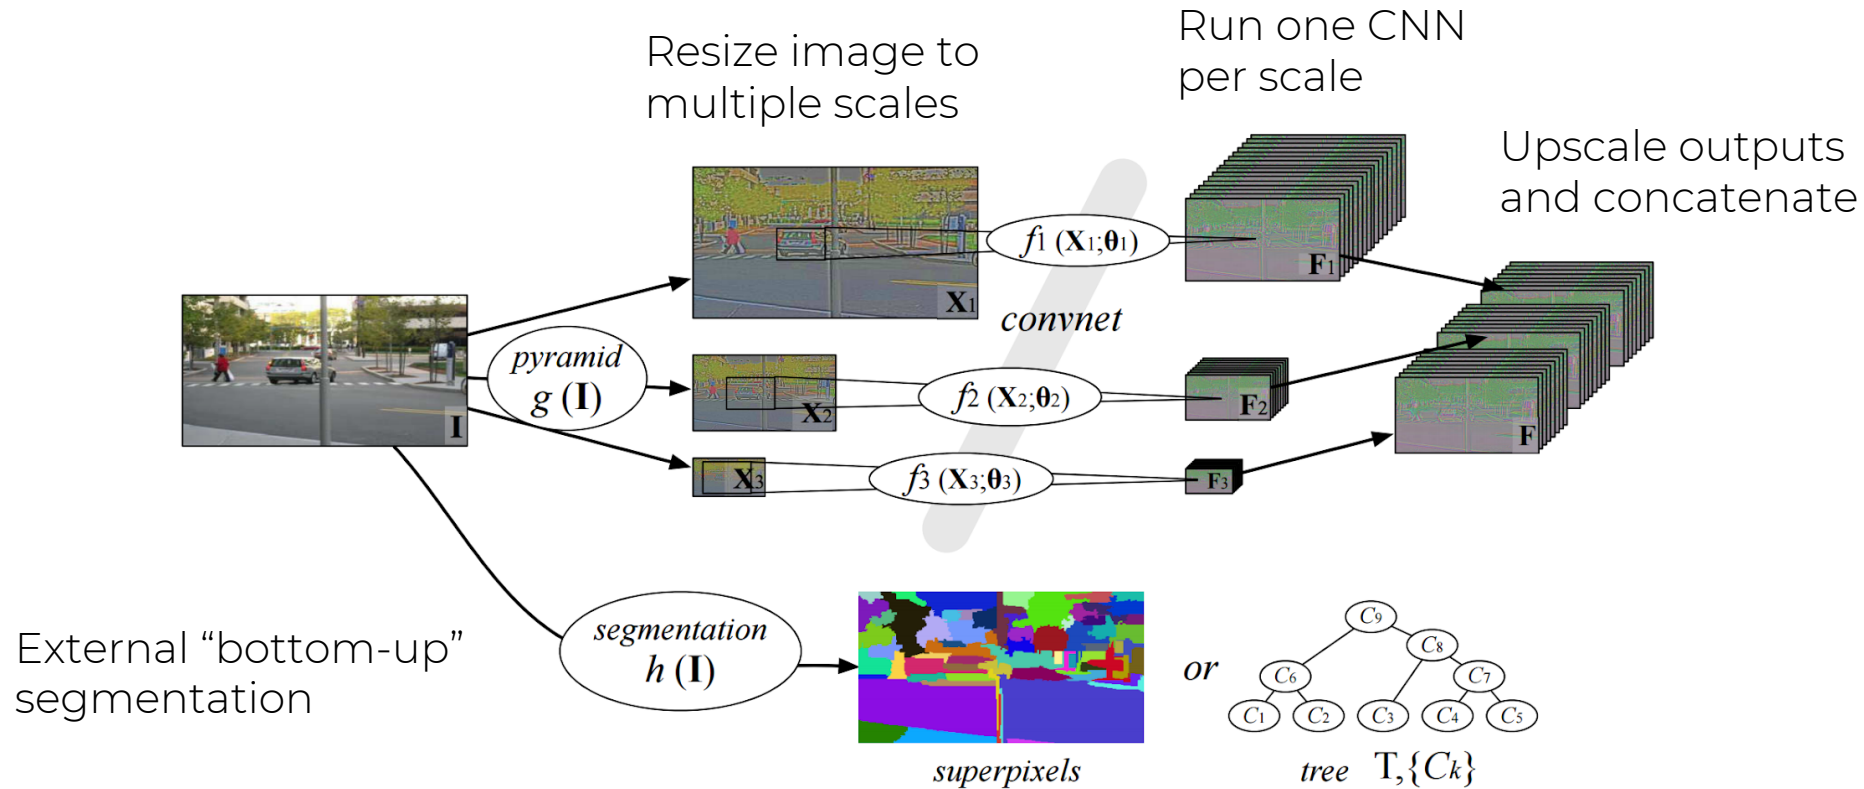 Resize image to
multiple scales
Run one CNN
per scale
Upscale outputs
and concatenate
I
pyramid
g (I)
X1
X2
X3
f1 (X1;θ1)
convnet
f2 (X2;θ2)
f3 (X3;θ3)
F1
F2
F3
F
External “bottom-up”
segmentation
segmentation
h (I)
superpixels
or
C9
C8
C6
C7
C1
C2
C3
C4
C5
tree T,{Ck}